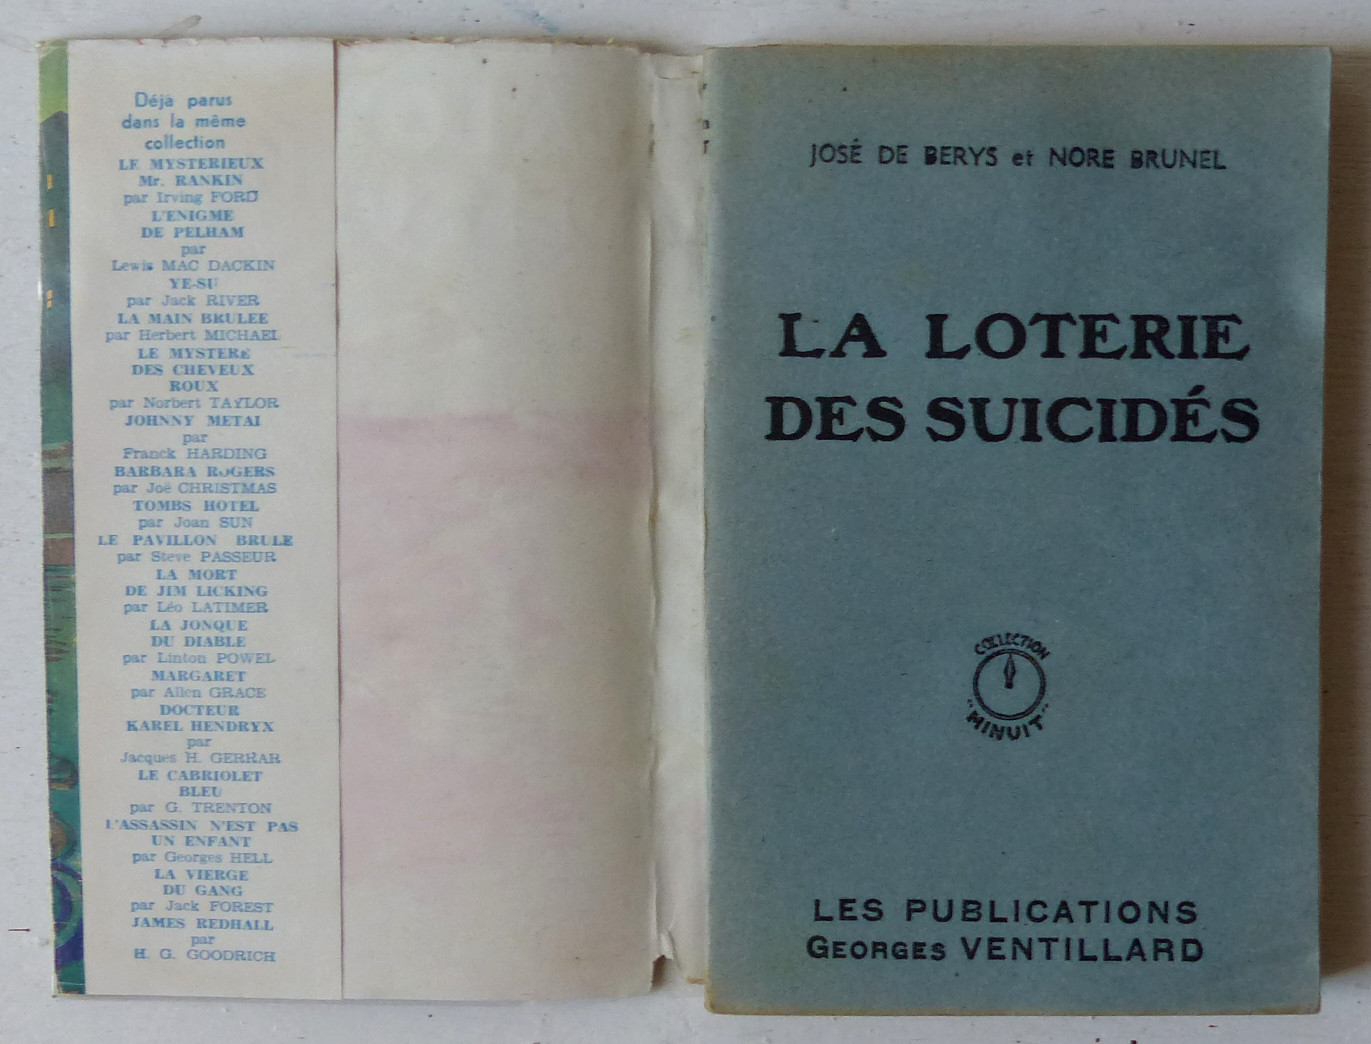 Déjà parus
dans la même
collection
LE MYSTERIEUX
Mr. RANKIN
par Irving FORD
L'ENIGME
DE PELHAM
par
Lewis MAC DACKIN
YE-SU
par Jack RIVER
LA MAIN BRULEE
par Herbert MICHAEL
LE MYSTERE
DES CHEVEUX
ROUX
par Norbert TAYLOR
JOHNNY METAL
par
Franck HARDING
BARBARA ROGERS
par Joë CHRISTMAS
TOMBS HOTEL
par Joan SUN
LE PAVILLON BRULE
par Steve PASSEUR
LA MORT
DE JIM LICKING
par Léo LATIMER
LA JONQUE
DU DIABLE
par Linton POWEL
MARGARET
par Allen GRACE
DOCTEUR
KAREL HENDRYX
par
Jacques H. GERRAR
LE CABRIOLET
BLEU
par G. TRENTON
L'ASSASSIN N'EST PAS
UN ENFANT
par Georges HELL
LA VIERGE
DU GANG
par Jack FOREST
JAMES REDHALL
par
H. G. GOODRICH
JOSÉ DE BERYS et NORE BRUNEL
LA LOTERIE
DES SUICIDÉS
COLLECTION
"MINUIT"
LES PUBLICATIONS
GEORGES VENTILLARD